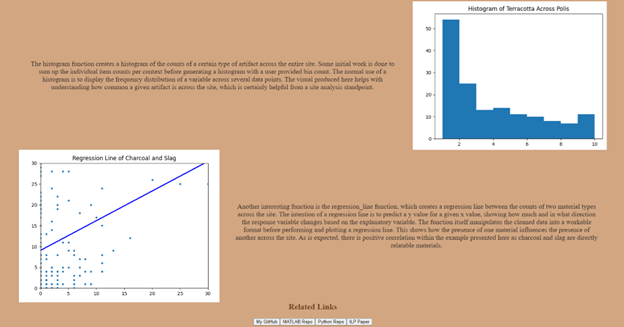 Histogram of Terracotta Across Polis
50
40
30
20
10
0
2 4 6 8 10
The histogram function creates a histogram of the counts of a certain type of artifact across the entire site. Some initial work is done to
sum up the individual item counts per context before generating a histogram with a user provided bin count. The normal use of a
histogram is to display the frequency distribution of a variable across several data points. The visual produced here helps with
understanding how common a given artifact is across the site, which is certainly helpful from a site analysis standpoint.
Regression Line of Charcoal and Slag
30
25
20
15
10
5
0
0 5 10 15 20 25 30
Another interesting function is the regression_line function, which creates a regression line between the counts of two material types
across the site. The intention of a regression line is to predict a y value for a given x value, showing how much and in what direction
the response variable changes based on the explanatory variable. The function itself manipulates the cleaned data into a workable
format before performing and plotting a regression line. This shows how the presence of one material influences the presence of
another across the site. As is expected, there is positive correlation within the example presented here as charcoal and slag are directly
relatable materials.
Related Links
My GitHub MATLAB Repo Python Repo ILP Paper